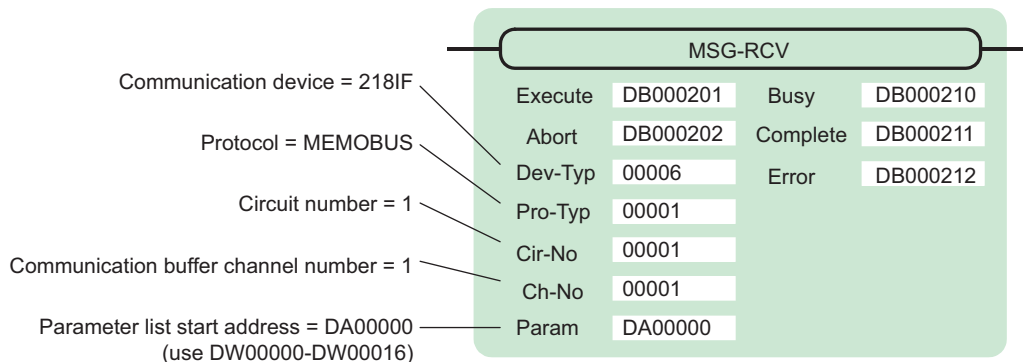 MSG-RCV
Communication device = 218IF
Execute DB000201 Busy DB000210
Protocol = MEMOBUS
Abort DB000202 Complete DB000211
Dev-Typ 00006 Error DB000212
Circuit number = 1
Pro-Typ 00001
Cir-No 00001
Communication buffer channel number = 1
Ch-No 00001
Parameter list start address = DA00000
(use DW00000-DW00016)
Param DA00000